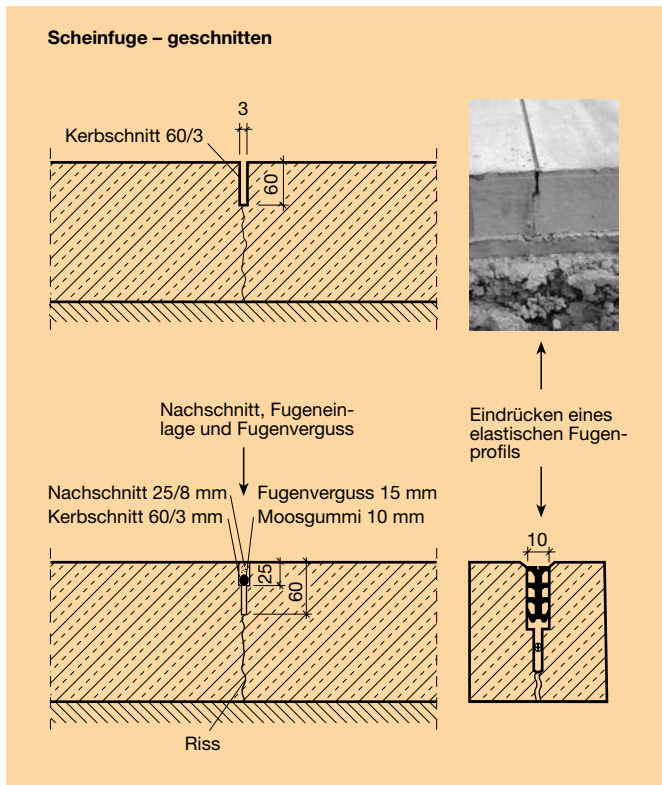 Scheinfuge – geschnitten
3
Kerbschnitt 60/3
60
Nachschnitt, Fugenein-
lage und Fugenverguss
Eindrücken eines
elastischen Fugen-
profils
Nachschnitt 25/8 mm
Fugenverguss 15 mm
Kerbschnitt 60/3 mm
Moosgummi 10 mm
25
60
10
Riss